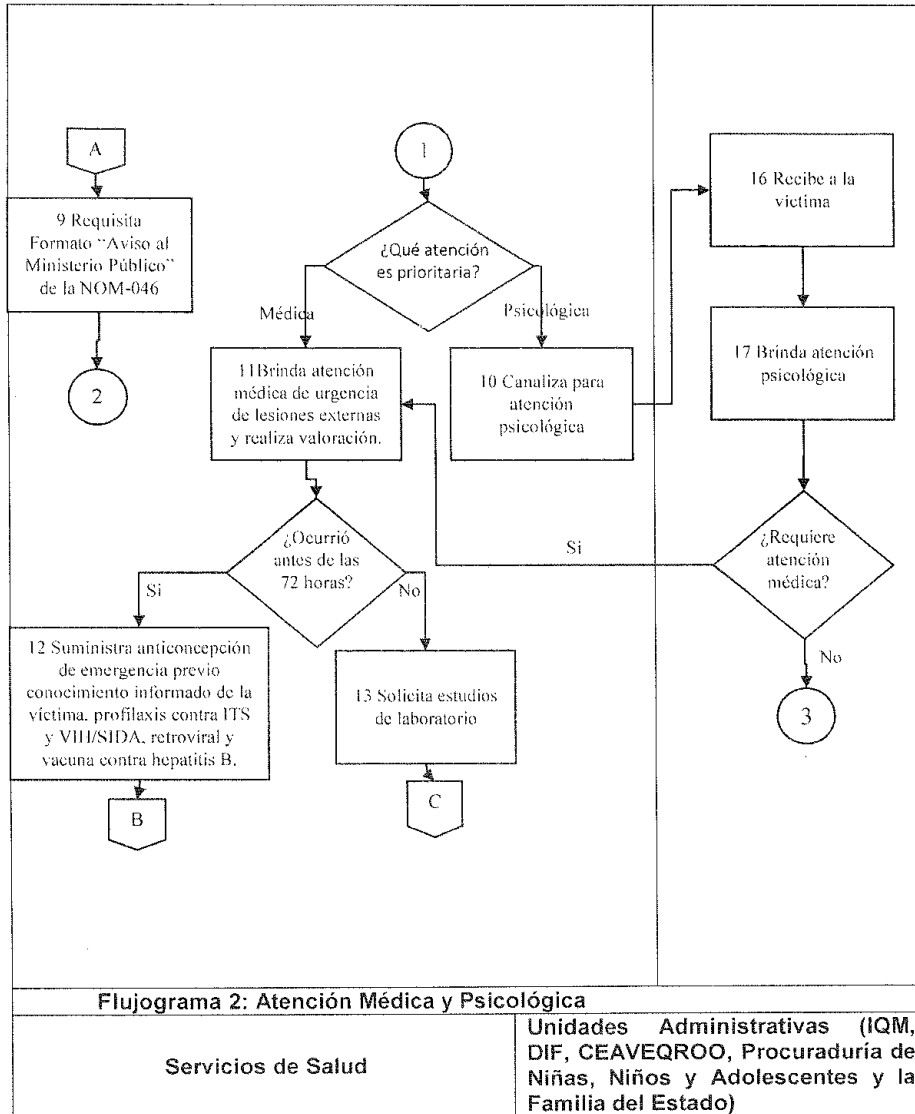 A
9 Requisita
Formato “Aviso al
Ministerio Público”
de la NOM-046
2
1
¿Qué atención
es prioritaria?
Médica
Psicológica
11Brinda atención
médica de urgencia
de lesiones externas
y realiza valoración.
10 Canaliza para
atención
psicológica
16 Recibe a la
víctima
17 Brinda atención
psicológica
¿Requiere
atención
médica?
Si
No
3
¿Ocurrió
antes de las
72 horas?
Si
No
12 Suministra anticoncepción
de emergencia previo
conocimiento informado de la
víctima, profilaxis contra ITS
y VIH/SIDA, retroviral y
vacuna contra hepatitis B.
13 Solicita estudios
de laboratorio
B
C
Flujograma 2: Atención Médica y Psicológica
Servicios de Salud
Unidades Administrativas (IQM,
DIF, CEAVEQROO, Procuraduría de
Niñas, Niños y Adolescentes y la
Familia del Estado)